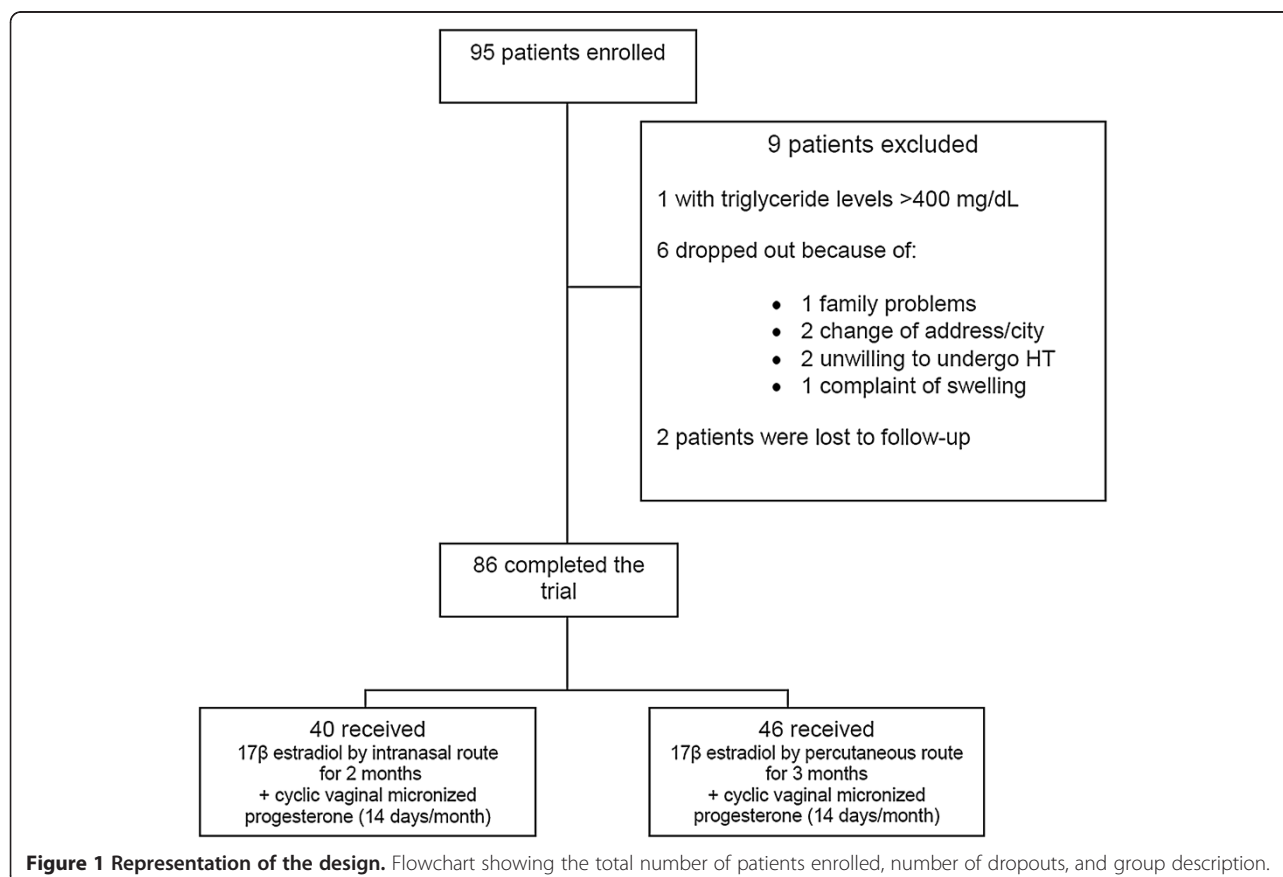 95 patients enrolled
9 patients excluded
1 with triglyceride levels >400 mg/dL
6 dropped out because of:
• 1 family problems
• 2 change of address/city
• 2 unwilling to undergo HT
• 1 complaint of swelling
2 patients were lost to follow-up
86 completed the
trial
40 received
17β estradiol by intranasal route
for 2 months
+ cyclic vaginal micronized
progesterone (14 days/month)
46 received
17β estradiol by percutaneous route
for 3 months
+ cyclic vaginal micronized
progesterone (14 days/month)
Figure 1 Representation of the design. Flowchart showing the total number of patients enrolled, number of dropouts, and group description.